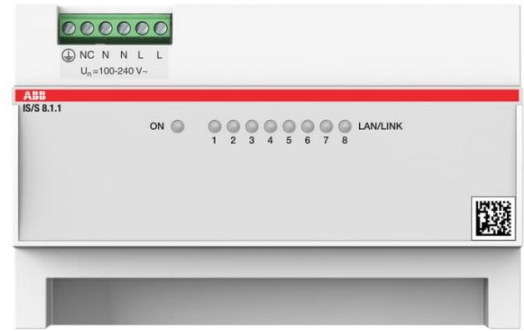 ⏚ NC N N L L
Uₙ=100-240 V~
ABB
IS/S 8.1.1
ON LAN/LINK
1 2 3 4 5 6 7 8